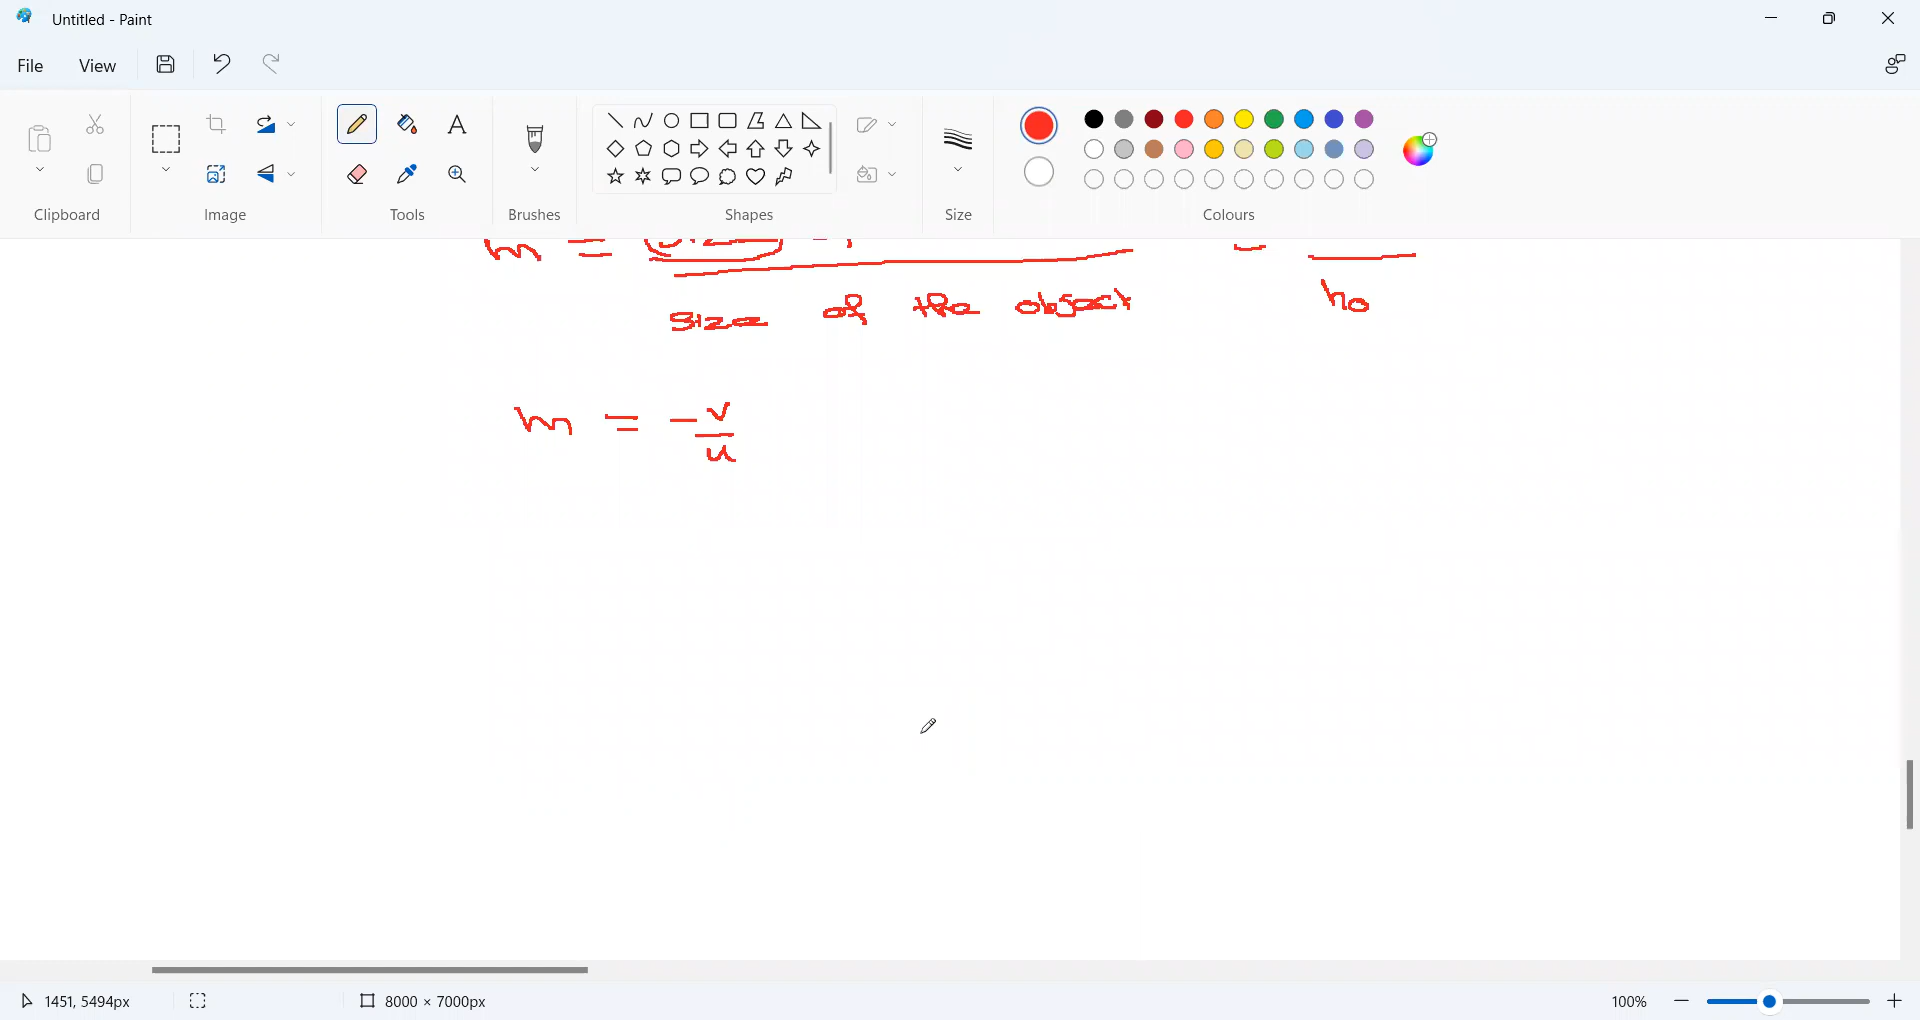 Untitled - Paint
File View
Clipboard Image Tools Brushes Shapes Size Colours
m = =
size of the object ho
m = - v
u
1451, 5494px 8000 × 7000px 100%